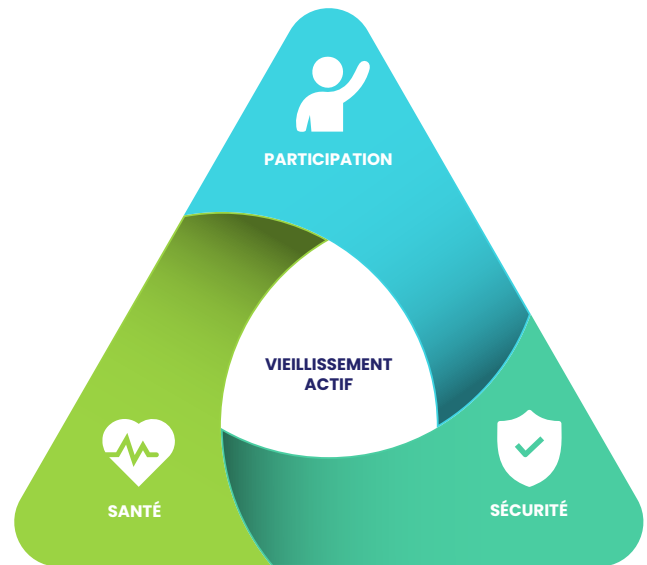 PARTICIPATION
VIEILLISSEMENT
ACTIF
SANTÉ
SÉCURITÉ